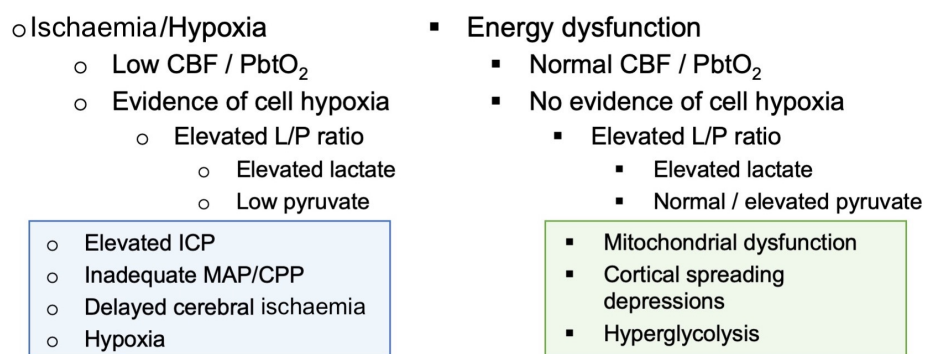 Ischaemia/Hypoxia
Low CBF / PbtO₂
Evidence of cell hypoxia
Elevated L/P ratio
Elevated lactate
Low pyruvate
Elevated ICP
Inadequate MAP/CPP
Delayed cerebral ischaemia
Hypoxia
Energy dysfunction
Normal CBF / PbtO₂
No evidence of cell hypoxia
Elevated L/P ratio
Elevated lactate
Normal / elevated pyruvate
Mitochondrial dysfunction
Cortical spreading
depressions
Hyperglycolysis